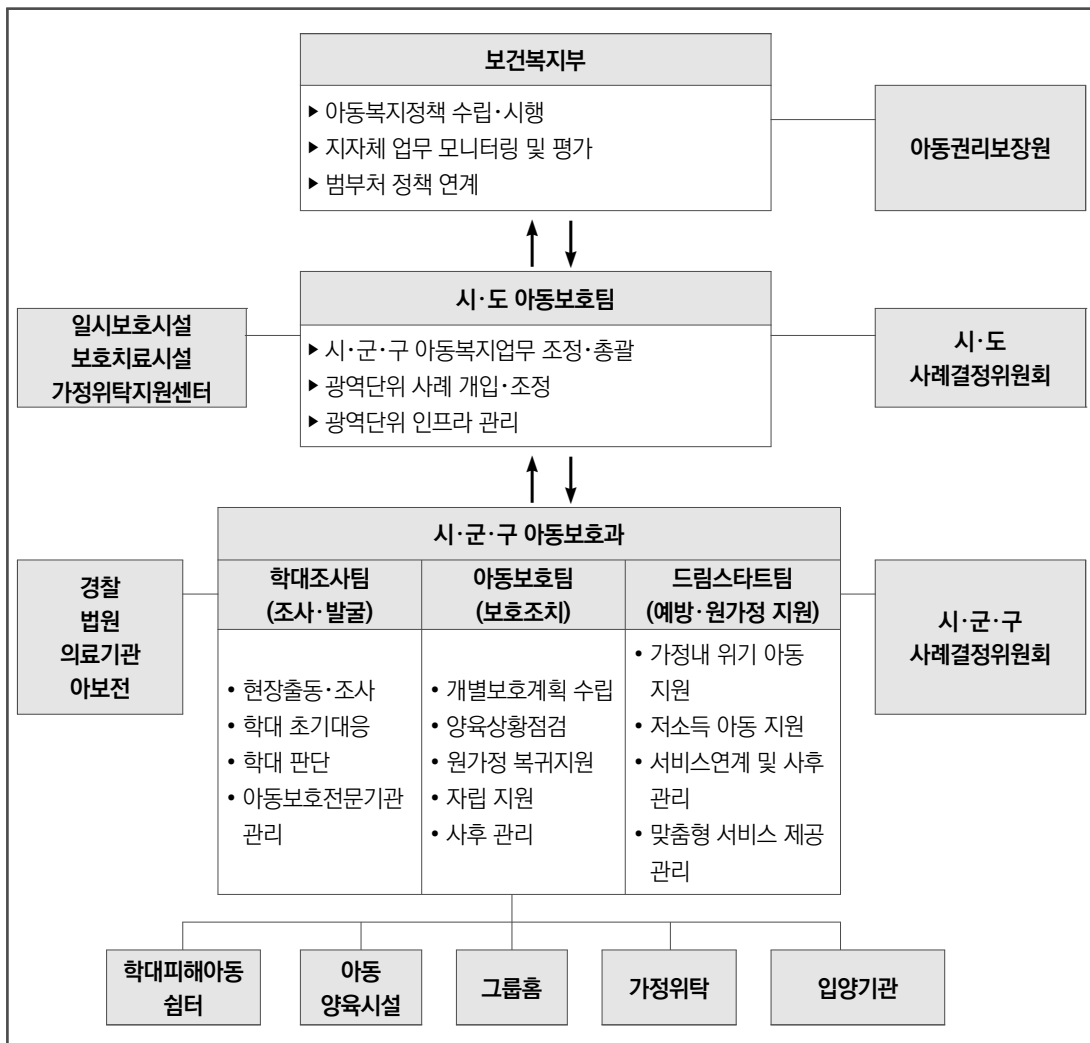 보건복지부
▶ 아동복지정책 수립·시행
▶ 지자체 업무 모니터링 및 평가
▶ 범부처 정책 연계
아동권리보장원
시·도 아동보호팀
▶ 시·군·구 아동복지업무 조정·총괄
▶ 광역단위 사례 개입·조정
▶ 광역단위 인프라 관리
일시보호시설
보호치료시설
가정위탁지원센터
시·도
사례결정위원회
시·군·구 아동보호과
학대조사팀
(조사·발굴)
• 현장출동·조사
• 학대 초기대응
• 학대 판단
• 아동보호전문기관
관리
아동보호팀
(보호조치)
• 개별보호계획 수립
• 양육상황점검
• 원가정 복귀지원
• 자립 지원
• 사후 관리
드림스타트팀
(예방·원가정 지원)
• 가정내 위기 아동
지원
• 저소득 아동 지원
• 서비스연계 및 사후
관리
• 맞춤형 서비스 제공
관리
경찰
법원
의료기관
아보전
시·군·구
사례결정위원회
학대피해아동
쉼터
아동
양육시설
그룹홈
가정위탁
입양기관